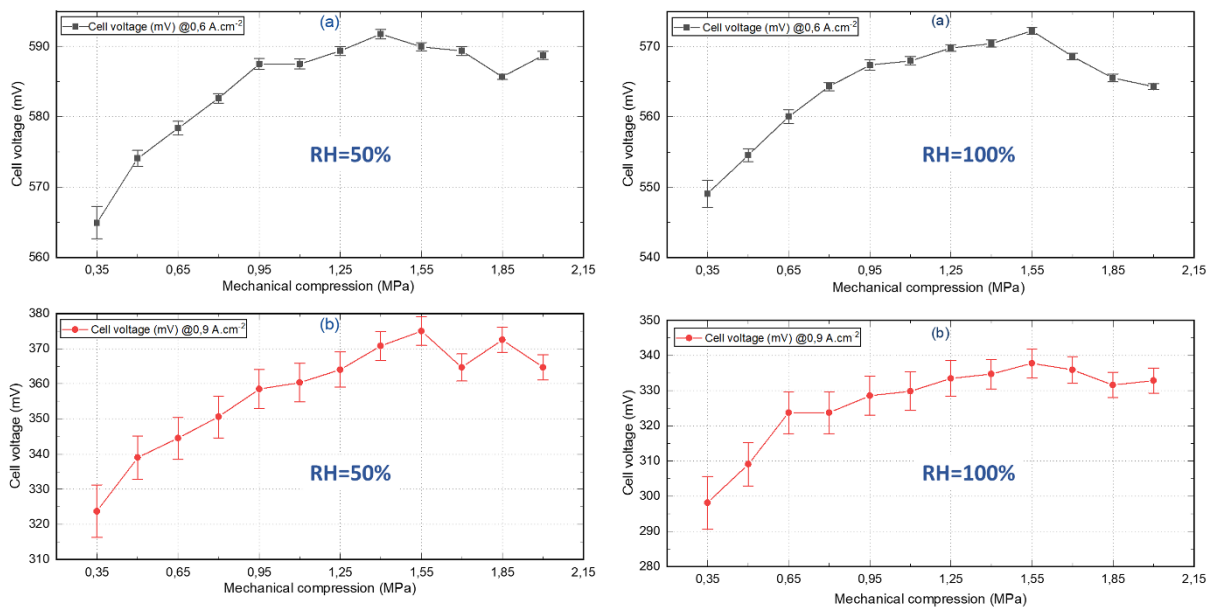 (a)
Cell voltage (mV) @0,6 A.cm⁻²
590
580
570
560
Cell voltage (mV)
RH=50%
0,35 0,65 0,95 1,25 1,55 1,85 2,15
Mechanical compression (MPa)
(a)
Cell voltage (mV) @0,6 A.cm⁻²
570
560
550
540
Cell voltage (mV)
RH=100%
0,35 0,65 0,95 1,25 1,55 1,85 2,15
Mechanical compression (MPa)
(b)
Cell voltage (mV) @0,9 A.cm⁻²
380
370
360
350
340
330
320
310
Cell voltage (mV)
RH=50%
0,35 0,65 0,95 1,25 1,55 1,85 2,15
Mechanical compression (MPa)
(b)
Cell voltage (mV) @0,9 A.cm⁻²
350
340
330
320
310
300
290
280
Cell voltage (mV)
RH=100%
0,35 0,65 0,95 1,25 1,55 1,85 2,15
Mechanical compression (MPa)